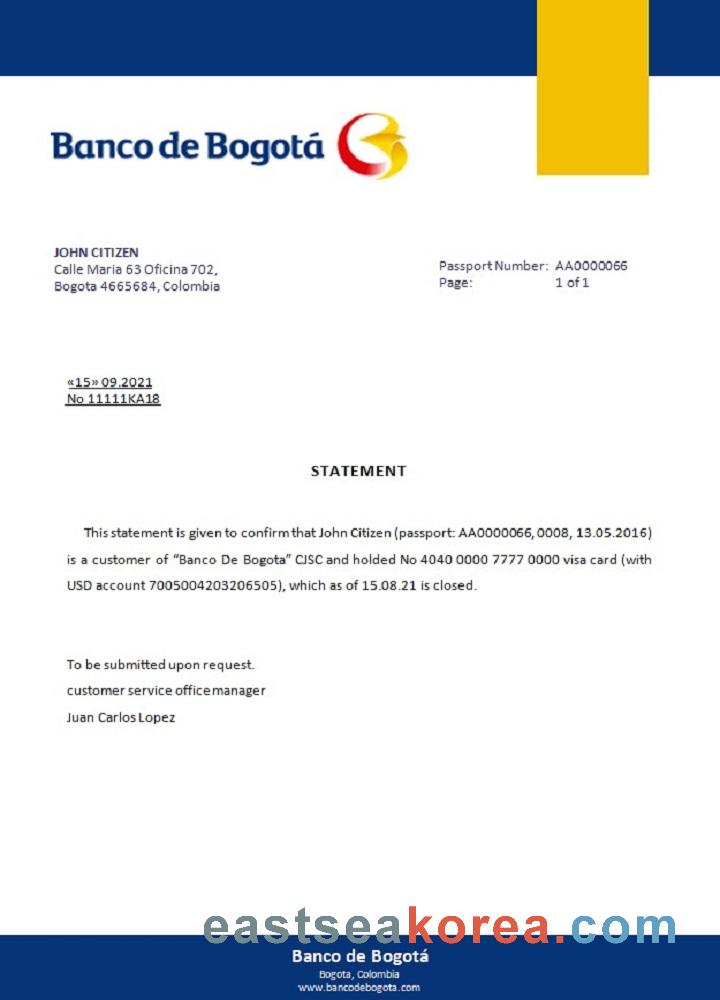 Banco de Bogotá
JOHN CITIZEN
Calle Maria 63 Oficina 702,
Bogota 4665684, Colombia
Passport Number: AA0000066
Page: 1 of 1
«15» 09.2021
No 11111KA18
STATEMENT
This statement is given to confirm that John Citizen (passport: AA0000066, 0008, 13.05.2016)
is a customer of “Banco De Bogota” CJSC and holded No 4040 0000 7777 0000 visa card (with
USD account 7005004203206505), which as of 15.08.21 is closed.
To be submitted upon request.
customer service office manager
Juan Carlos Lopez
eastseakorea.com
Banco de Bogotá
Bogota, Colombia
www.bancodebogota.com